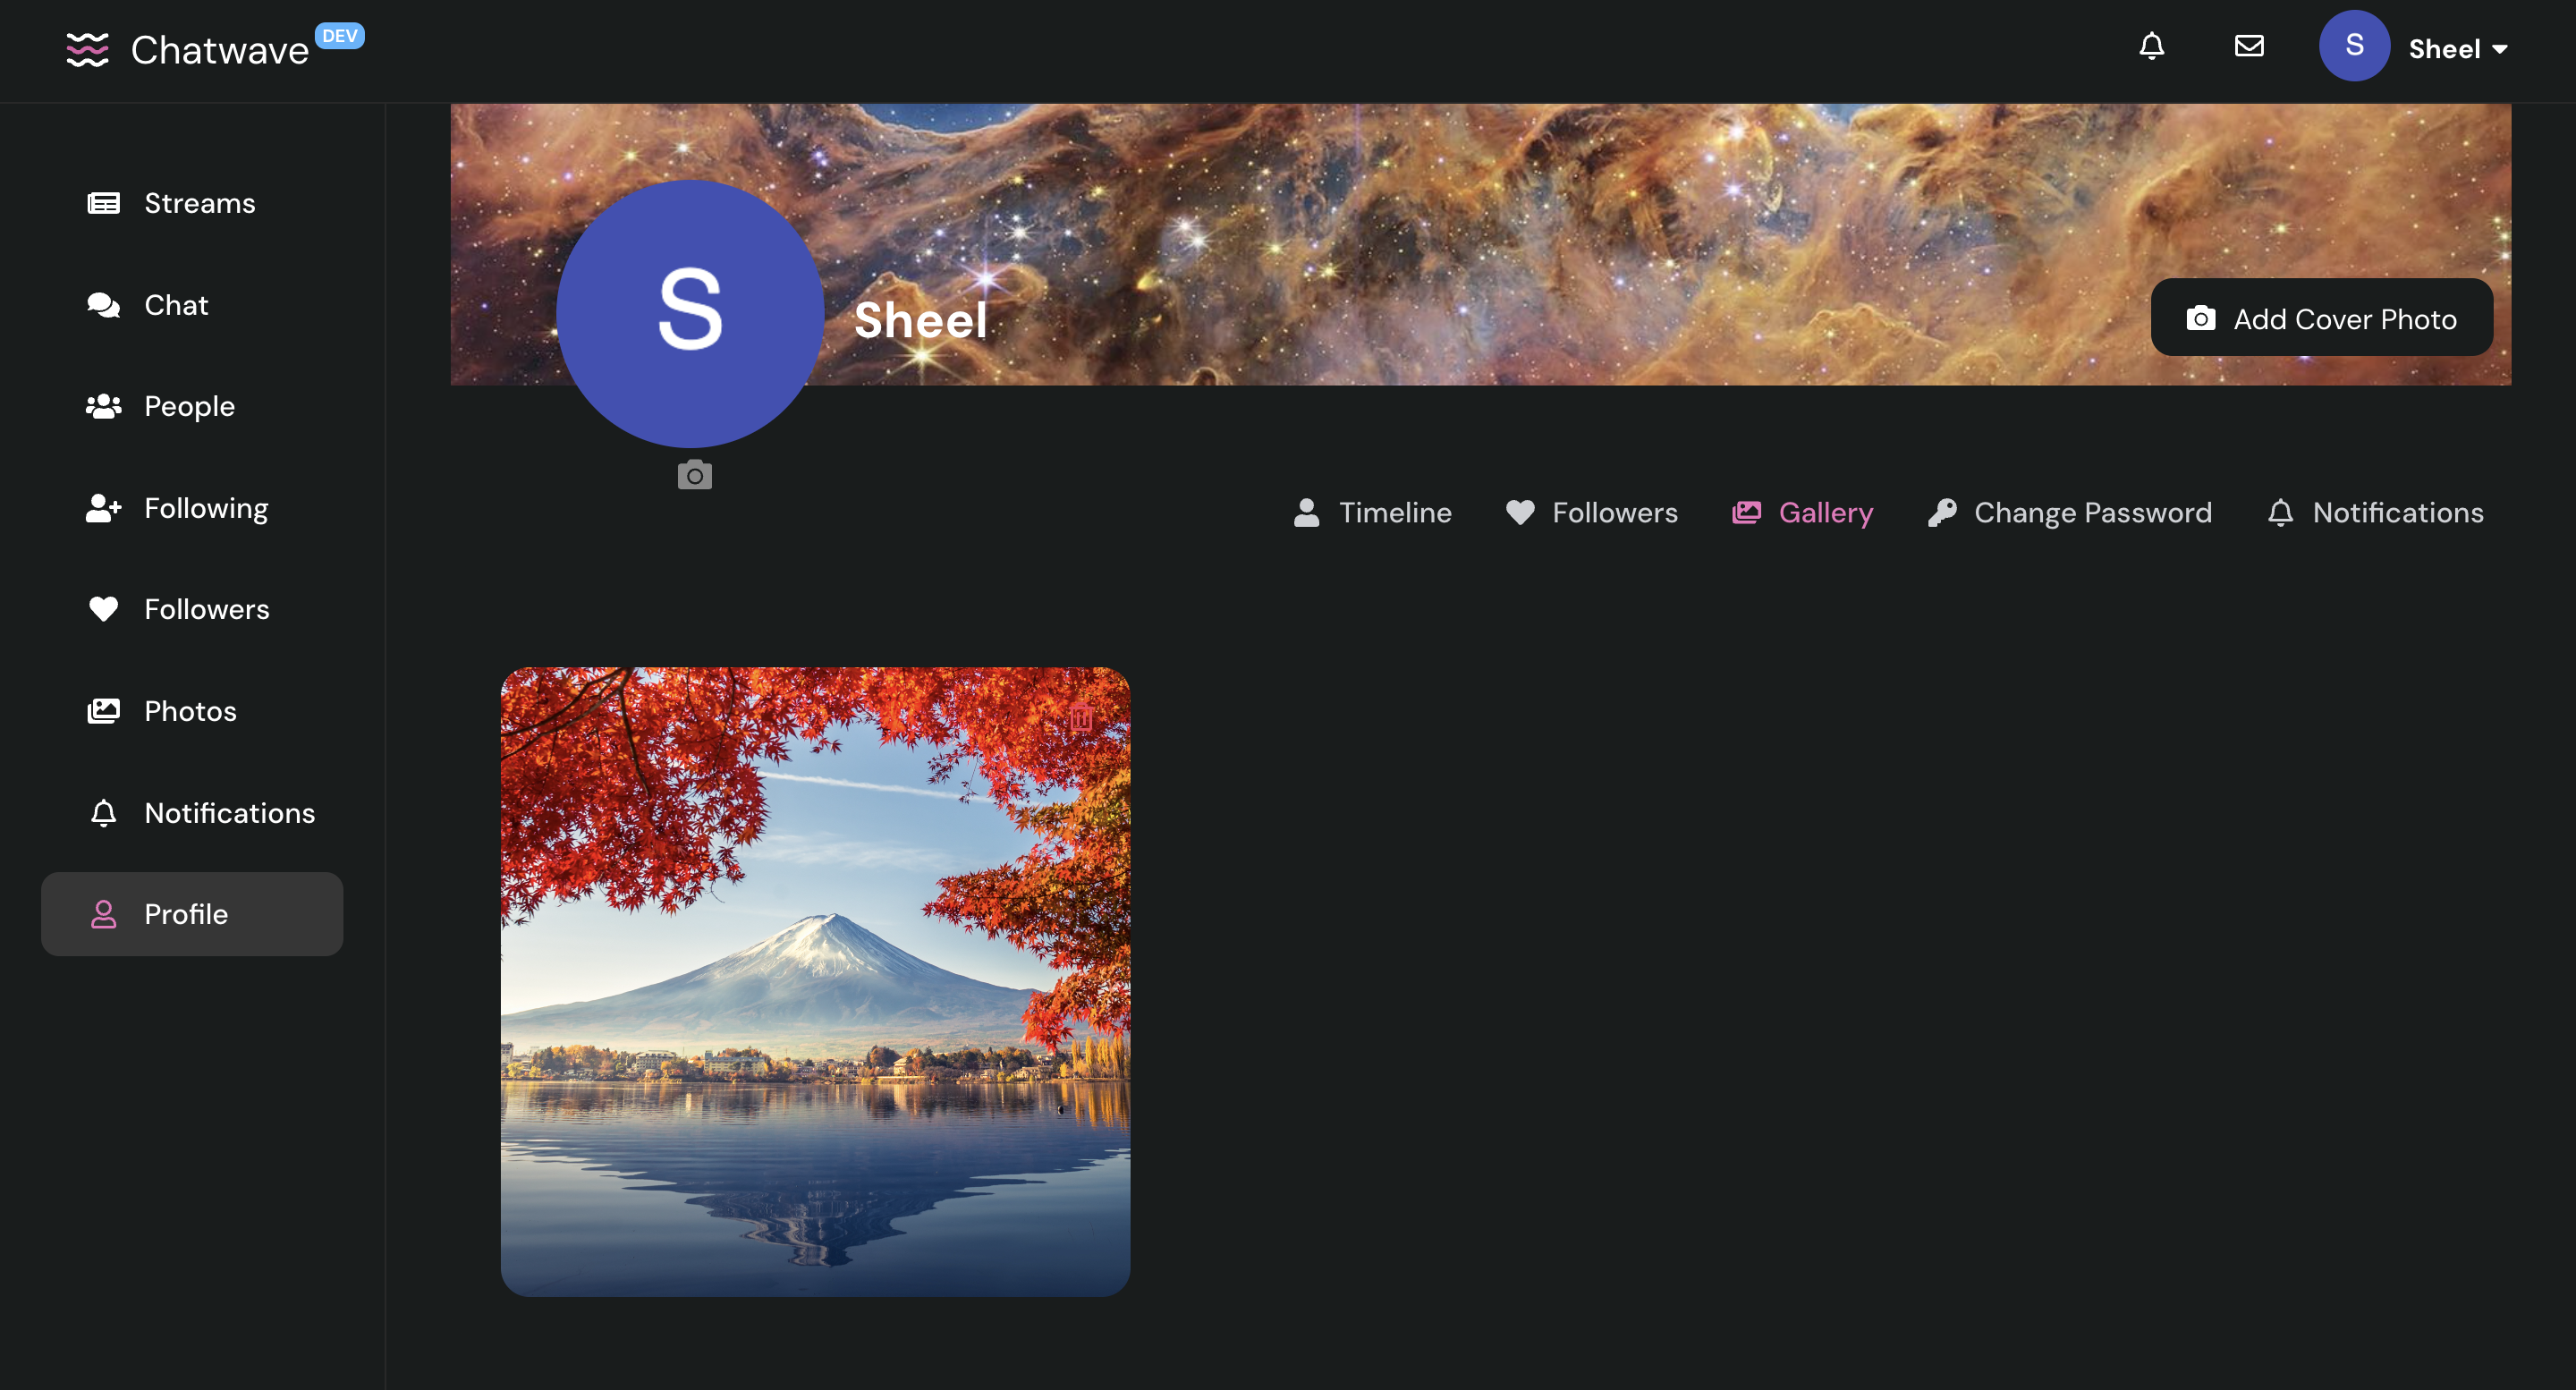 Chatwave DEV
S Sheel
Streams
Chat
People
Following
Followers
Photos
Notifications
Profile
S
Sheel
Add Cover Photo
Timeline Followers Gallery Change Password Notifications